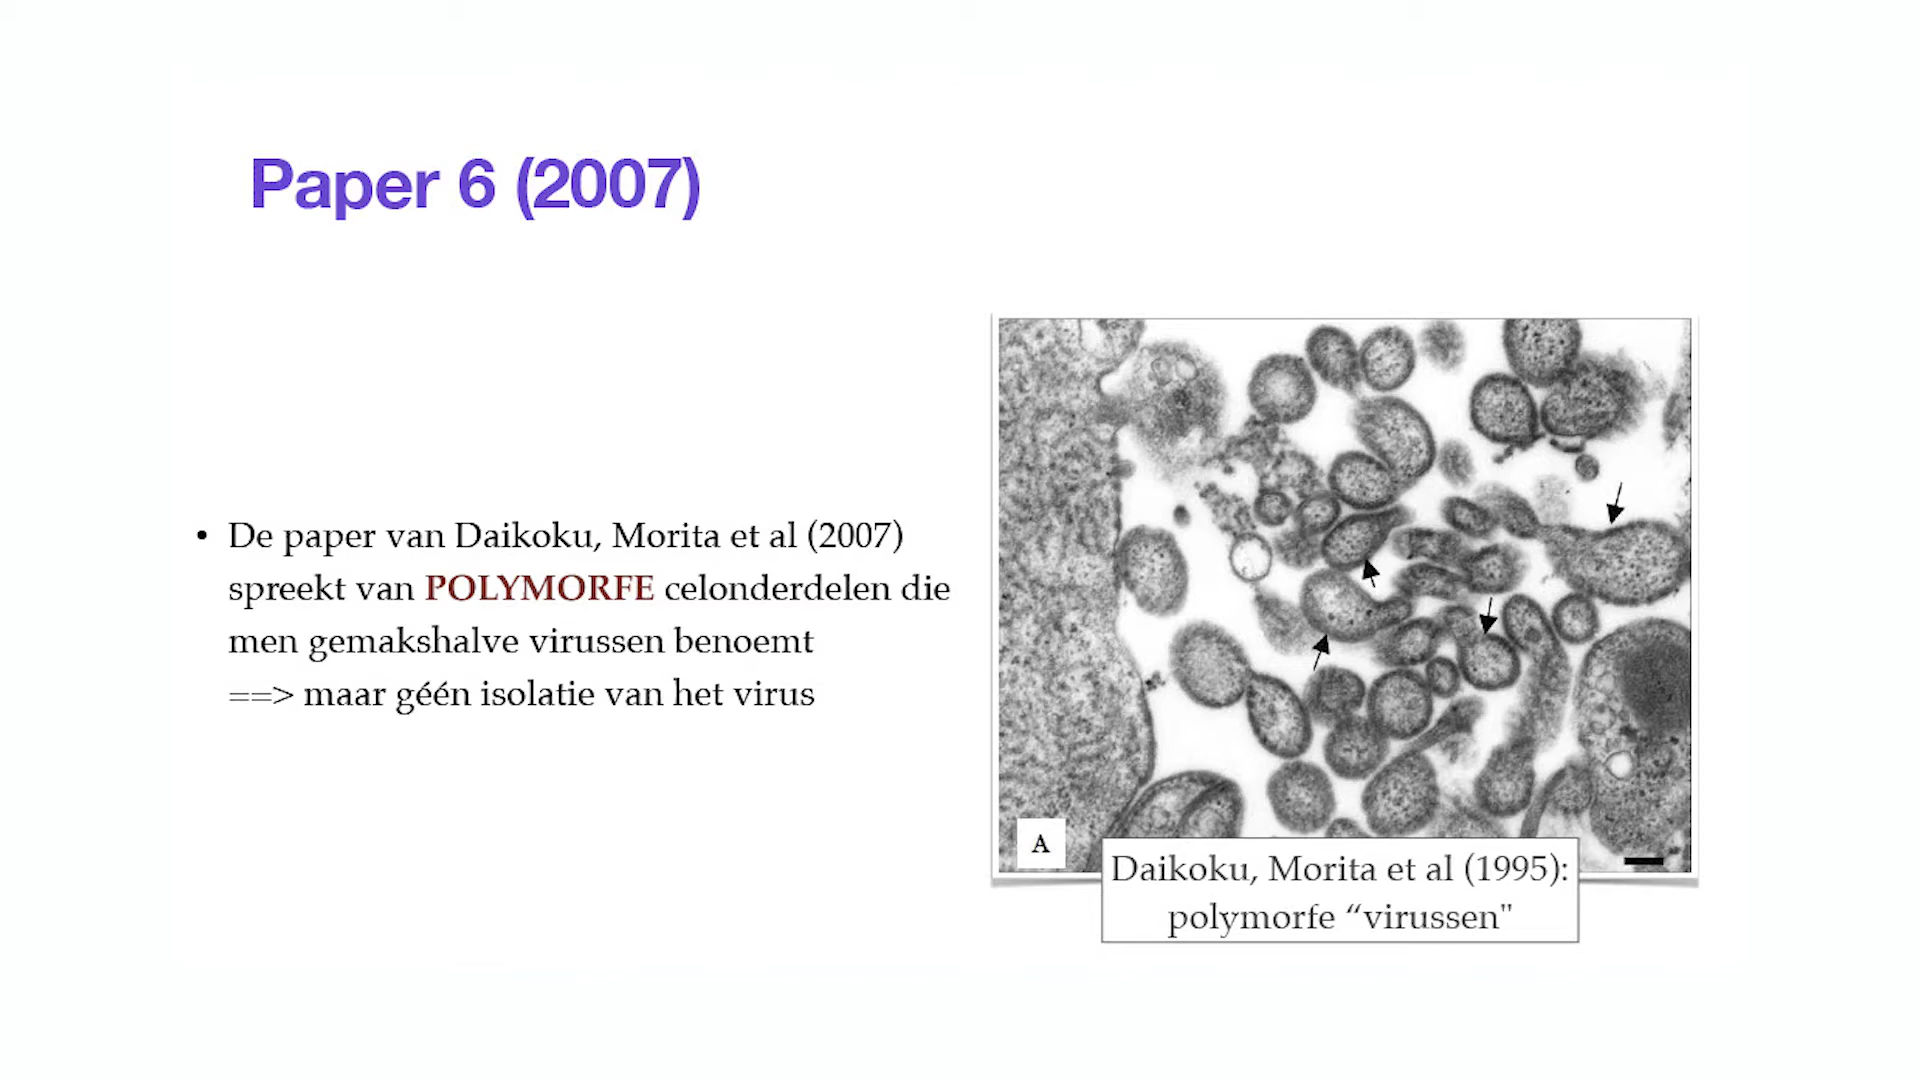 Paper 6 (2007)
• De paper van Daikoku, Morita et al (2007)
spreekt van POLYMORFE celonderdelen die
men gemakshalve virussen benoemt
==> maar géén isolatie van het virus
A
Daikoku, Morita et al (1995):
polymorfe “virussen"